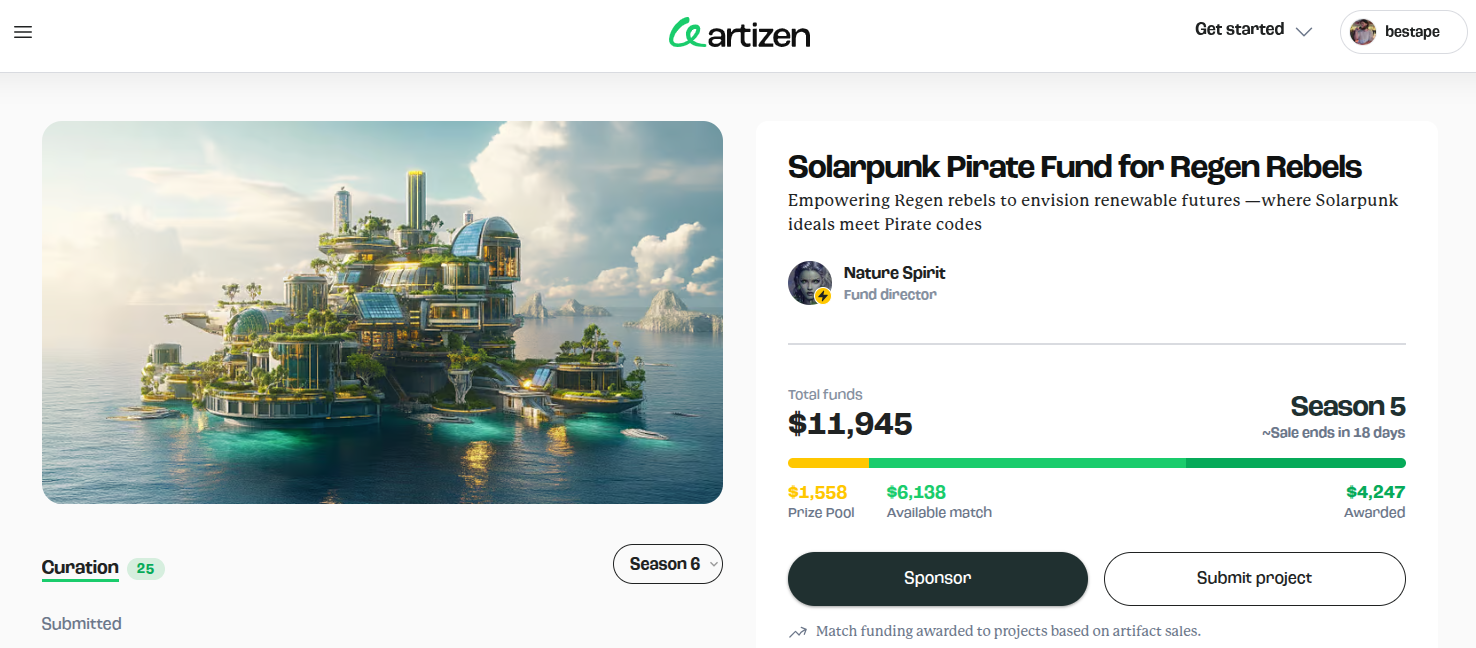 artizen
Get started
bestape
Solarpunk Pirate Fund for Regen Rebels
Empowering Regen rebels to envision renewable futures —where Solarpunk
ideals meet Pirate codes
Nature Spirit
Fund director
Total funds
$11,945
Season 5
~Sale ends in 18 days
$1,558
Prize Pool
$6,138
Available match
$4,247
Awarded
Curation 25
Season 6
Submitted
Sponsor
Submit project
Match funding awarded to projects based on artifact sales.